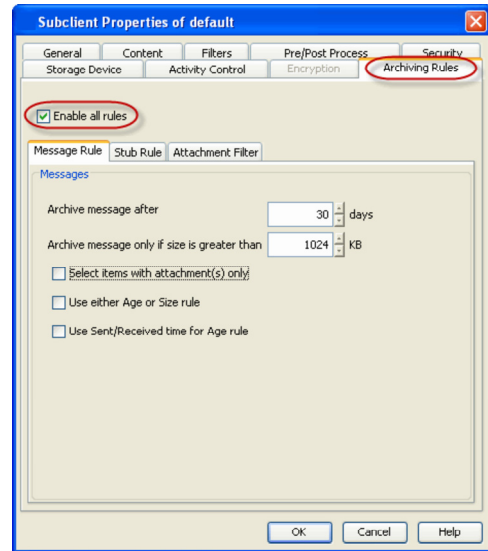 Subclient Properties of default
General Content Filters Pre/Post Process Security
Storage Device Activity Control Encryption Archiving Rules
Enable all rules
Message Rule Stub Rule Attachment Filter
Messages
Archive message after 30 days
Archive message only if size is greater than 1024 KB
Select items with attachment(s) only
Use either Age or Size rule
Use Sent/Received time for Age rule
OK Cancel Help